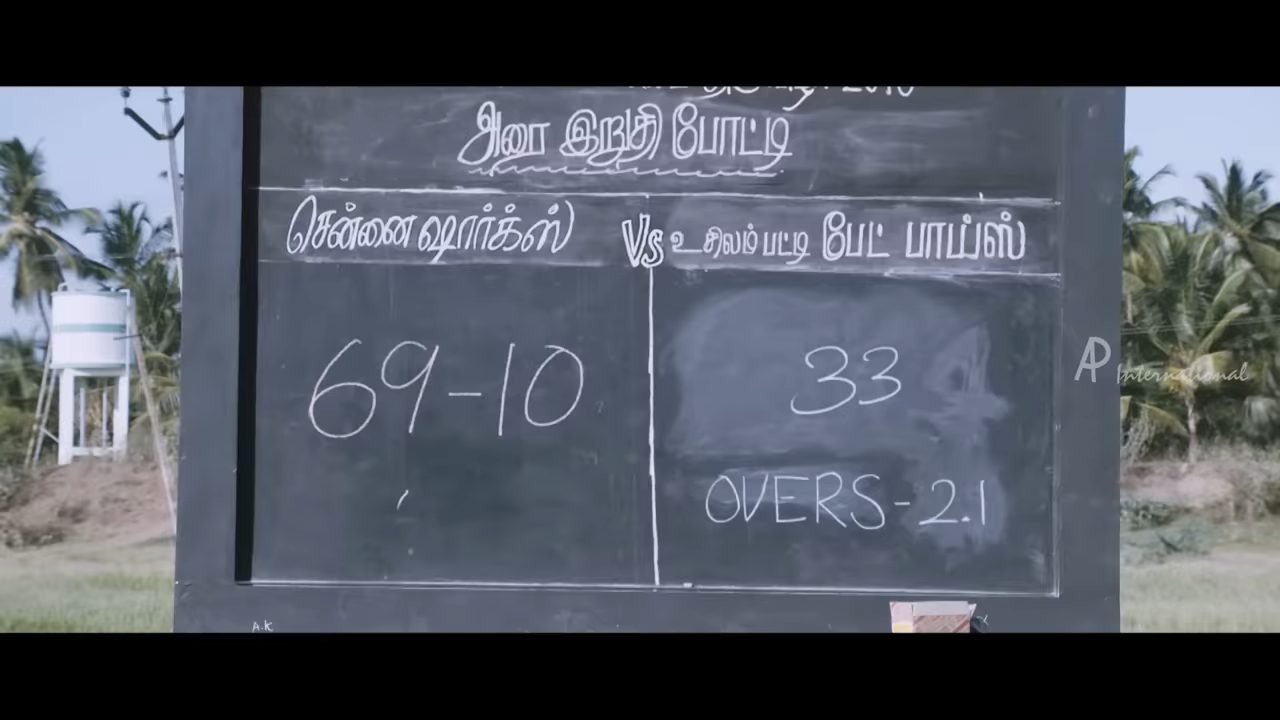 அரை இறுதி போட்டி
சென்னை ஷார்க்ஸ் Vs உசிலம்பட்டி பேட் பாய்ஸ்
69-10 33
OVERS-2.1
A.K
AP International